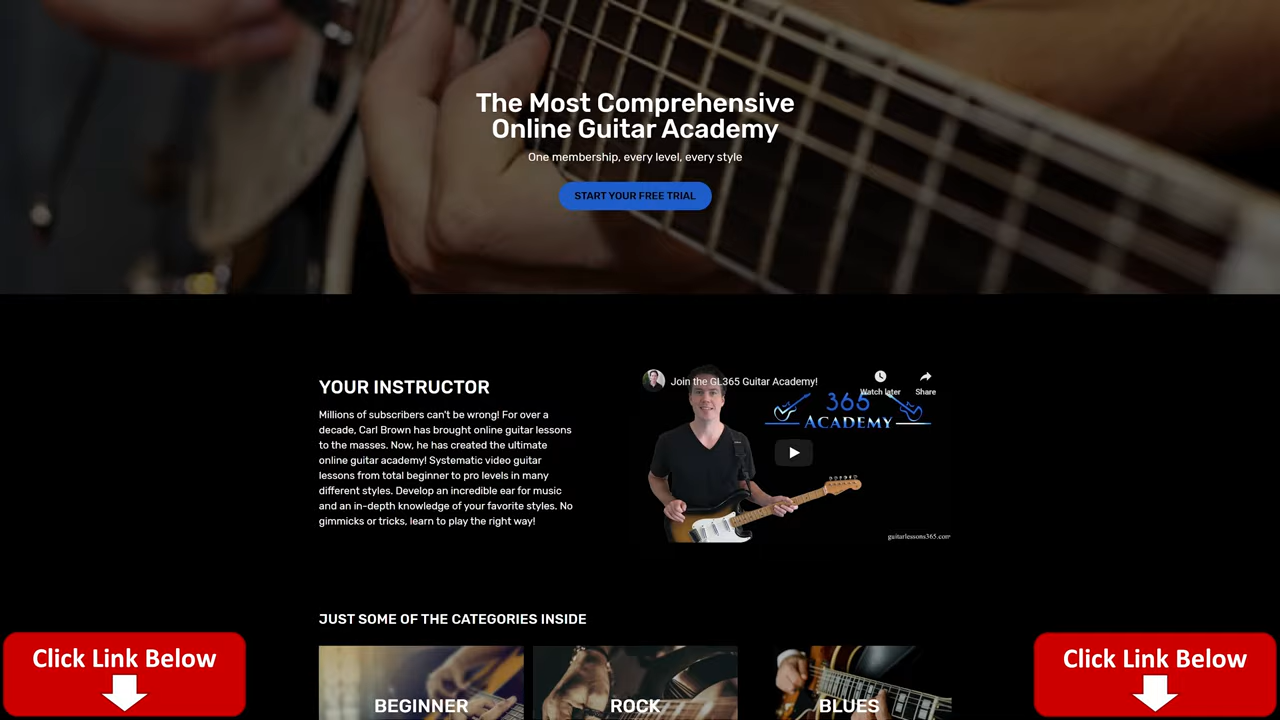 The Most Comprehensive
Online Guitar Academy
One membership, every level, every style
START YOUR FREE TRIAL
YOUR INSTRUCTOR
Millions of subscribers can't be wrong! For over a
decade, Carl Brown has brought online guitar lessons
to the masses. Now, he has created the ultimate
online guitar academy! Systematic video guitar
lessons from total beginner to pro levels in many
different styles. Develop an incredible ear for music
and an in-depth knowledge of your favorite styles. No
gimmicks or tricks, learn to play the right way!
Join the GL365 Guitar Academy!
Watch later
Share
365
ACADEMY
guitarlessons365.com
JUST SOME OF THE CATEGORIES INSIDE
BEGINNER
ROCK
BLUES
Click Link Below
Click Link Below